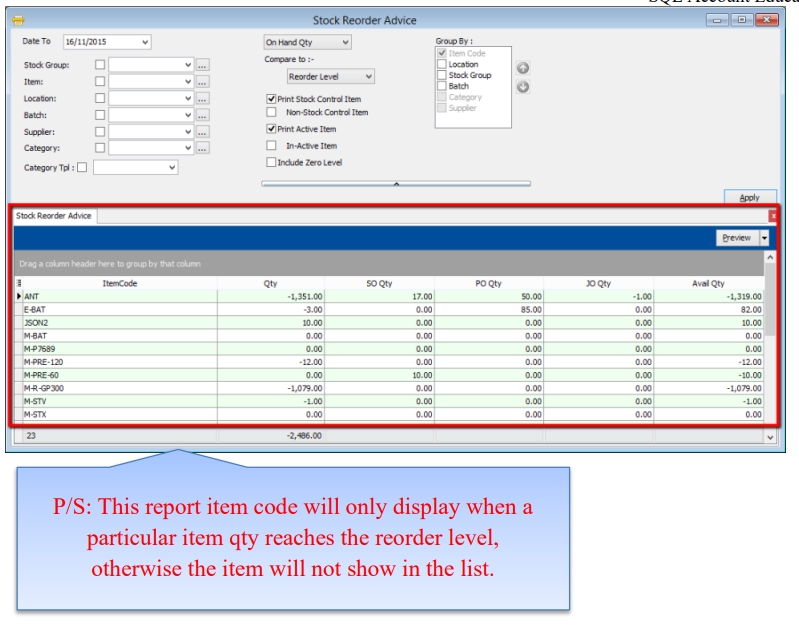 Stock Reorder Advice
Date To 16/11/2015
On Hand Qty
Group By :
Compare to :-
Item Code
Stock Group:
Reorder Level
Location
Item:
Stock Group
Location:
Print Stock Control Item
Batch
Batch:
Non-Stock Control Item
Category
Supplier:
Print Active Item
Supplier
Category:
In-Active Item
Category Tpl :
Include Zero Level
Apply
Stock Reorder Advice
Preview
Drag a column header here to group by that column
ItemCode Qty SO Qty PO Qty JO Qty Avail Qty
ANT -1,351.00 17.00 50.00 -1.00 -1,319.00
E-BAT -3.00 0.00 85.00 0.00 82.00
JSON2 10.00 0.00 0.00 0.00 10.00
M-BAT 0.00 0.00 0.00 0.00 0.00
M-P7689 0.00 0.00 0.00 0.00 0.00
M-PRE-120 -12.00 0.00 0.00 0.00 -12.00
M-PRE-60 0.00 10.00 0.00 0.00 -10.00
M-R-GP300 -1,079.00 0.00 0.00 0.00 -1,079.00
M-STV -1.00 0.00 0.00 0.00 -1.00
M-STX 0.00 0.00 0.00 0.00 0.00
23 -2,486.00
P/S: This report item code will only display when a
particular item qty reaches the reorder level,
otherwise the item will not show in the list.